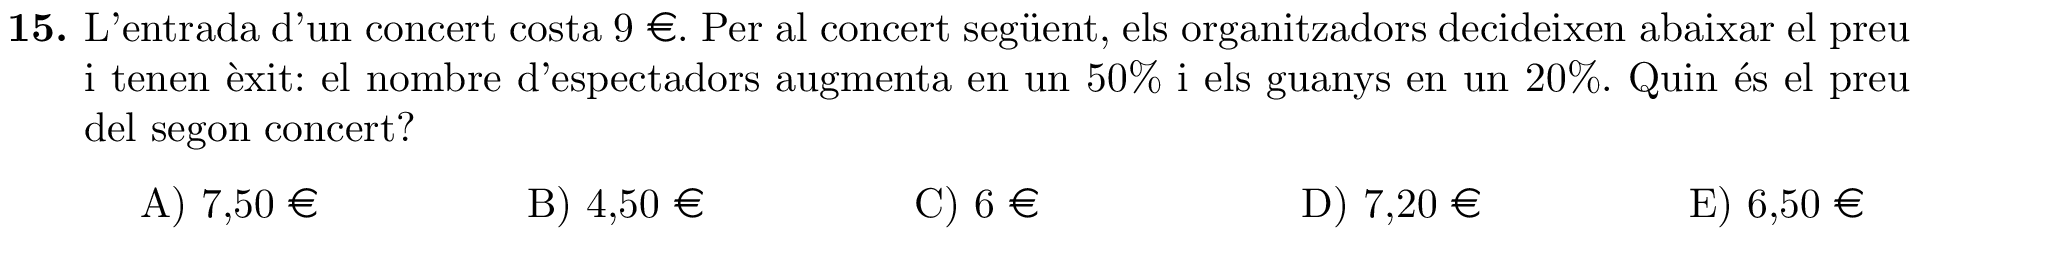 15. L'entrada d'un concert costa 9 €. Per al concert següent, els organitzadors decideixen abaixar el preu
i tenen èxit: el nombre d'espectadors augmenta en un 50% i els guanys en un 20%. Quin és el preu
del segon concert?
A) 7,50 € B) 4,50 € C) 6 € D) 7,20 € E) 6,50 €